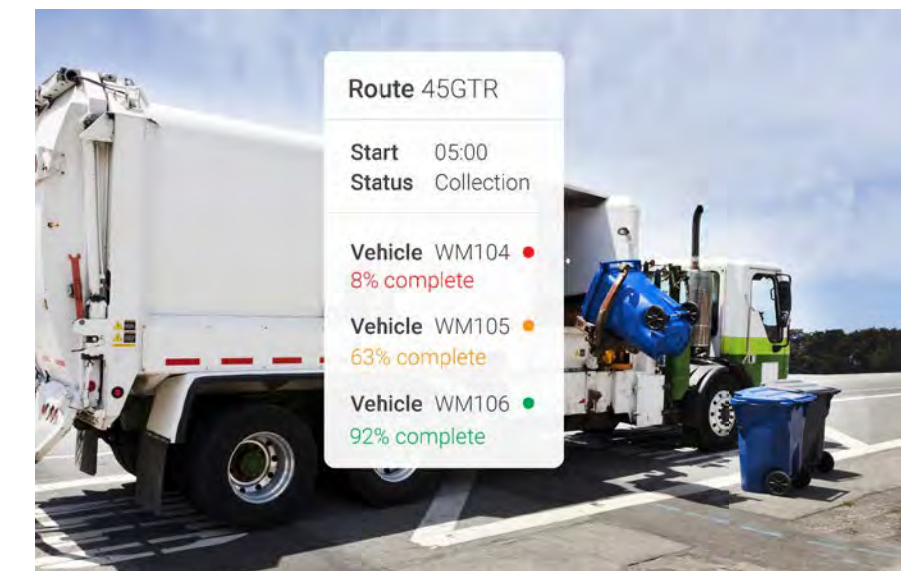 Route 45GTR
Start 05:00
Status Collection
Vehicle WM104
8% complete
Vehicle WM105
63% complete
Vehicle WM106
92% complete